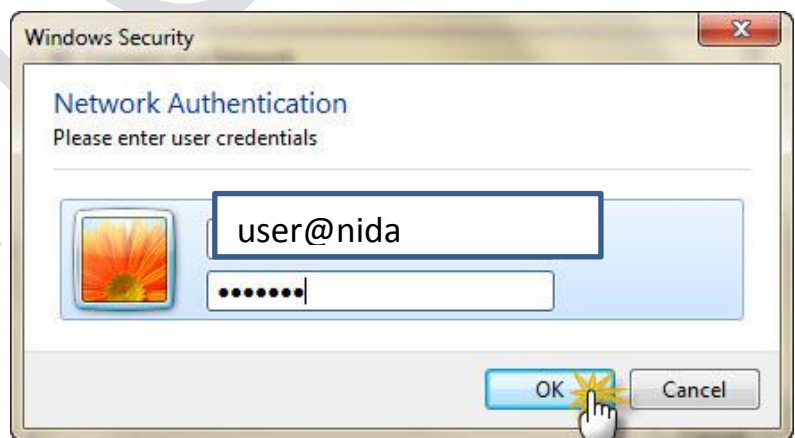 Windows Security
Network Authentication
Please enter user credentials
user@nida
•••••••
OK
Cancel